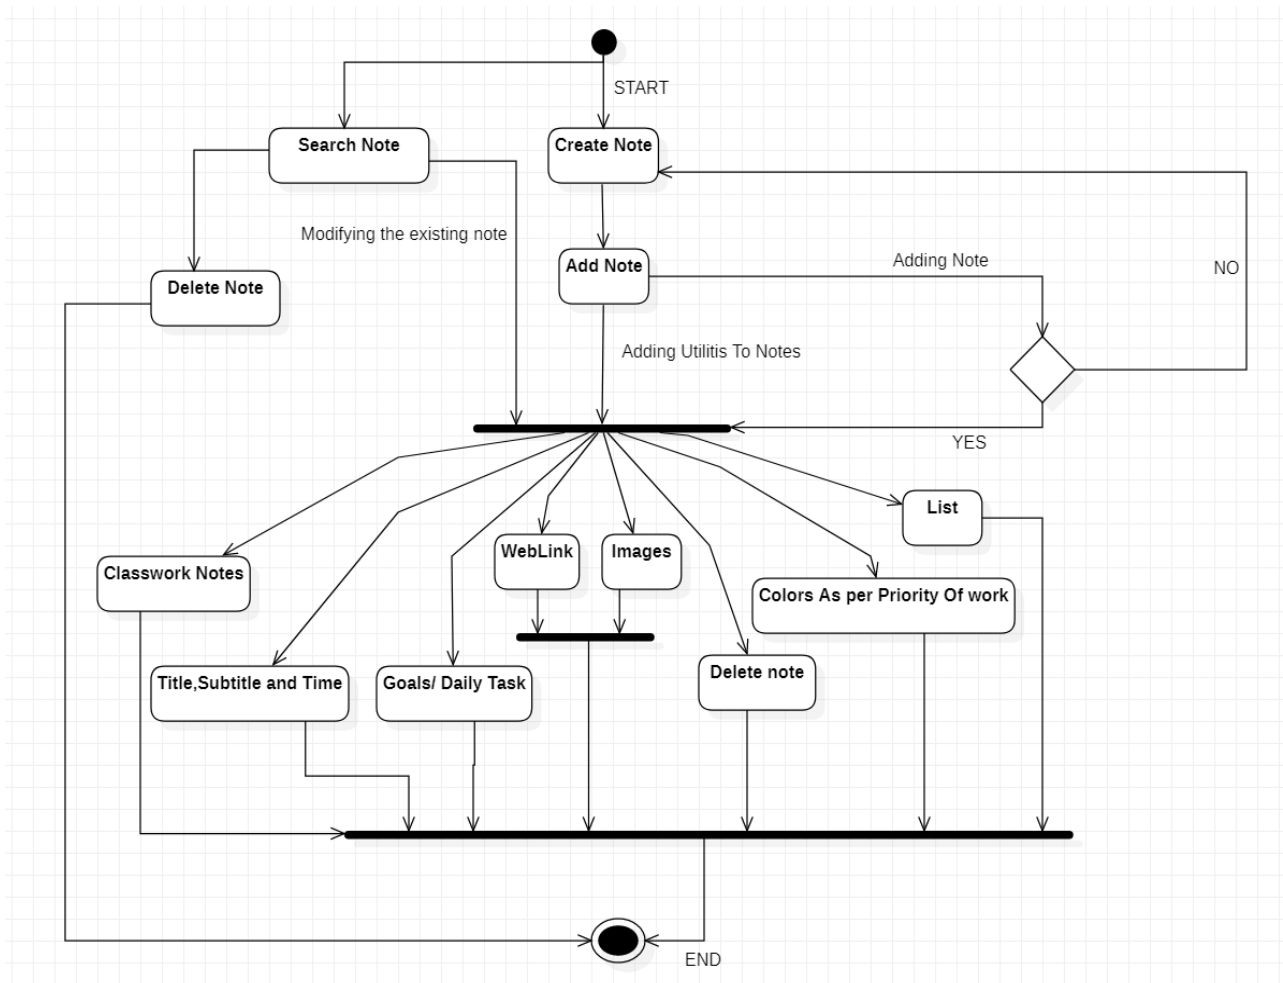 START
Search Note
Create Note
Modifying the existing note
Add Note
Adding Note
NO
Delete Note
Adding Utilitis To Notes
YES
List
WebLink
Images
Classwork Notes
Colors As per Priority Of work
Title,Subtitle and Time
Goals/ Daily Task
Delete note
END